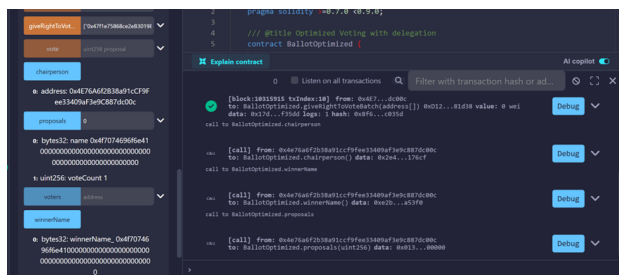 giveRightToVot...
["0x47f1e75868ce2e83019(
vote
uint256 proposal
chairperson
0: address: 0x4E76A6f2B38a91cCF9F
ee33409aF3e9C887dc00c
proposals
0
0: bytes32: name 0x4f7074696f6e41
00000000000000000000000000
1: uint256: voteCount 1
voters
address
winnerName
0: bytes32: winnerName_ 0x4f70746
0
2
pragma solidity >=0.7.0 <0.9.0;
3
4
/// @title Optimized Voting with delegation
5
contract BallotOptimized {
Explain contract
AI copilot
0
Listen on all transactions
Filter with transaction hash or ad...
[block:10315915 txIndex:10] from: 0x4E7...dc00c
to: BallotOptimized.giveRightToVoteBatch(address[]) 0xD12...81d38 value: 0 wei
data: 0x17d...f35dd logs: 1 hash: 0x8f6...c035d
Debug
call to BallotOptimized.chairperson
[call] from: 0x4e76a6f2b38a91ccf9fee33409af3e9c887dc00c
to: BallotOptimized.chairperson() data: 0x2e4...176cf
Debug
call to BallotOptimized.winnerName
[call] from: 0x4e76a6f2b38a91ccf9fee33409af3e9c887dc00c
to: BallotOptimized.winnerName() data: 0xe2b...a53f0
Debug
call to BallotOptimized.proposals
[call] from: 0x4e76a6f2b38a91ccf9fee33409af3e9c887dc00c
to: BallotOptimized.proposals(uint256) data: 0x013...00000
Debug
>